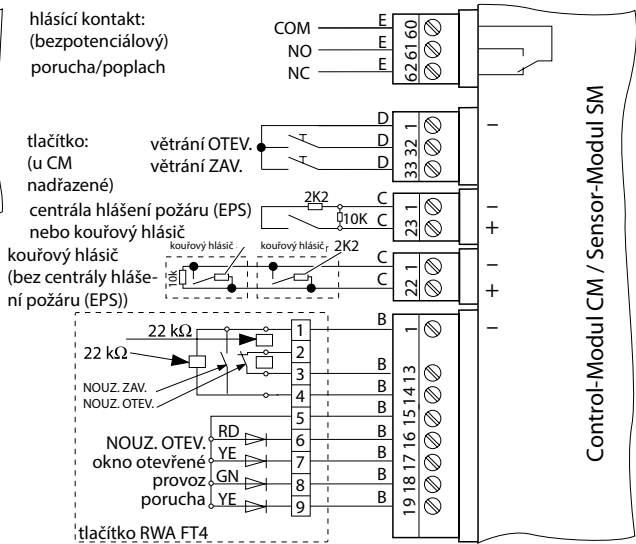 hlásící kontakt:
(bezpotenciálový)
porucha/poplach
COM E 60
NO E 61
NC E 62
tlačítko:
(u CM
nadřazené)
větrání OTEV.
větrání ZAV.
D 1 –
D 32
D 33
centrála hlášení požáru (EPS)
nebo kouřový hlásič
2K2
10K
C 1 –
C 23 +
kouřový hlásič
(bez centrály hláše-
ní požáru (EPS))
kouřový hlásič kouřový hlásič 2K2
10k
C 1 –
C 22 +
22 kΩ
22 kΩ
NOUZ. ZAV.
NOUZ. OTEV.
1 B 1 –
2
3 B 13
4 B 14
5 B 15
NOUZ. OTEV. RD 6 B 16
okno otevřené YE 7 B 17
provoz GN 8 B 18
porucha YE 9 B 19
tlačítko RWA FT4
Control-Modul CM / Sensor-Modul SM